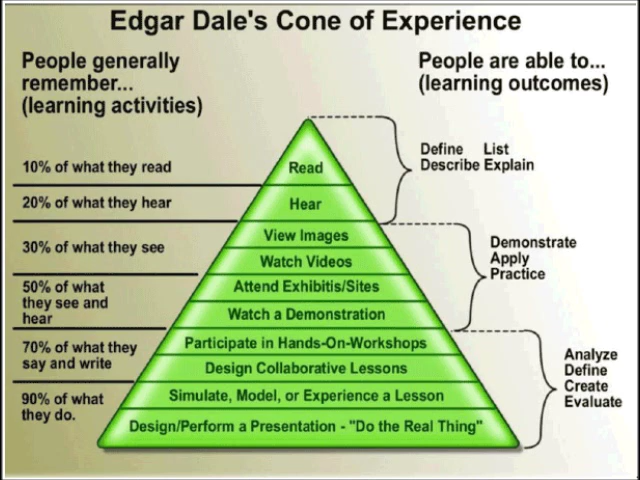 Edgar Dale's Cone of Experience
People generally
remember...
(learning activities)
People are able to...
(learning outcomes)
10% of what they read
20% of what they hear
30% of what they see
50% of what
they see and
hear
70% of what they
say and write
90% of what
they do.
Read
Hear
View Images
Watch Videos
Attend Exhibitis/Sites
Watch a Demonstration
Participate in Hands-On-Workshops
Design Collaborative Lessons
Simulate, Model, or Experience a Lesson
Design/Perform a Presentation - "Do the Real Thing"
Define List
Describe Explain
Demonstrate
Apply
Practice
Analyze
Define
Create
Evaluate